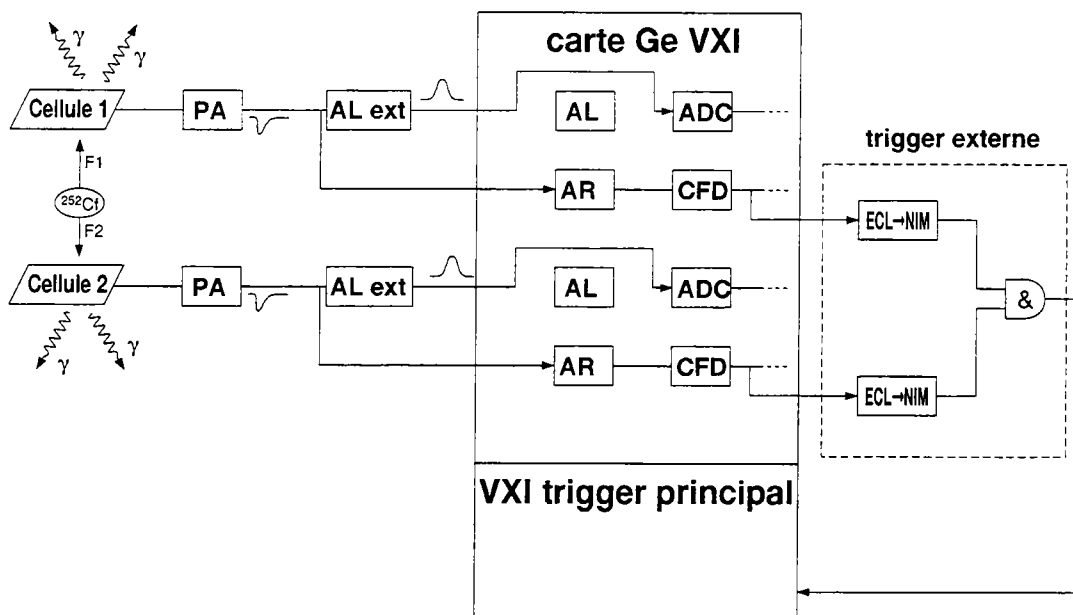 carte Ge VXI
γ γ
Cellule 1
PA
AL ext
AL
ADC
F1
252Cf
F2
AR
CFD
trigger externe
ECL→NIM
Cellule 2
PA
AL ext
AL
ADC
&
γ γ
AR
CFD
ECL→NIM
VXI trigger principal